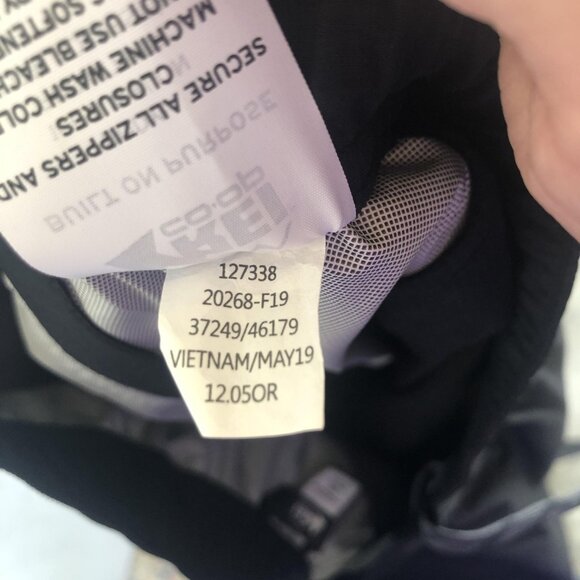 SOFTEN
NOT USE BLEACH
MACHINE WASH COL
CLOSURES
SECURE ALL ZIPPERS AND
BUILT ON PURPOSE
co·op
REI
127338
20268-F19
37249/46179
VIETNAM/MAY19
12.05OR